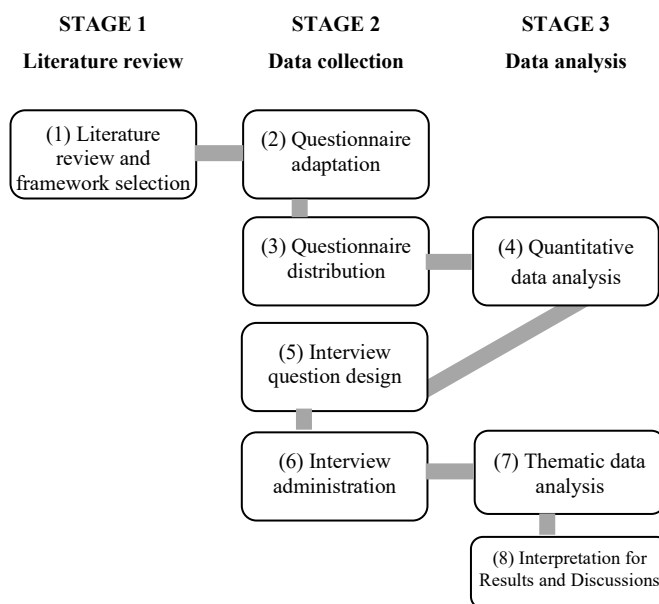 STAGE 1
Literature review
STAGE 2
Data collection
STAGE 3
Data analysis
(1) Literature
review and
framework selection
(2) Questionnaire
adaptation
(3) Questionnaire
distribution
(4) Quantitative
data analysis
(5) Interview
question design
(6) Interview
administration
(7) Thematic data
analysis
(8) Interpretation for
Results and Discussions